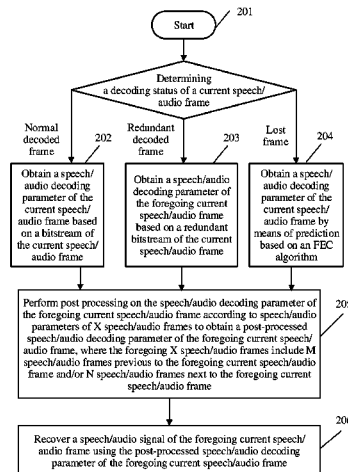 Start
201
Determining
a decoding status of a current speech/
audio frame
Normal
decoded
frame
202
Redundant
decoded frame
203
Lost
frame
204
Obtain a speech/
audio decoding
parameter of the
current speech/
audio frame based
on a bitstream of
the current speech/
audio frame
Obtain a speech/
audio decoding
parameter of the
foregoing current
speech/audio frame
based on a redundant
bitstream of the current
speech/audio frame
Obtain a speech/
audio decoding
parameter of the
current speech/
audio frame by
means of prediction
based on an FEC
algorithm
Perform post processing on the speech/audio decoding parameter
of the foregoing current speech/audio frame according to speech/audio
parameters of X speech/audio frames to obtain a post-processed
speech/audio decoding parameter of the foregoing current speech/
audio frame, where the foregoing X speech/audio frames include M
speech/audio frames previous to the foregoing current speech/audio
frame and/or N speech/audio frames next to the foregoing current
speech/audio frame
Recover a speech/audio signal of the foregoing current speech/
audio frame using the post-processed speech/audio decoding
parameter of the foregoing current speech/audio frame